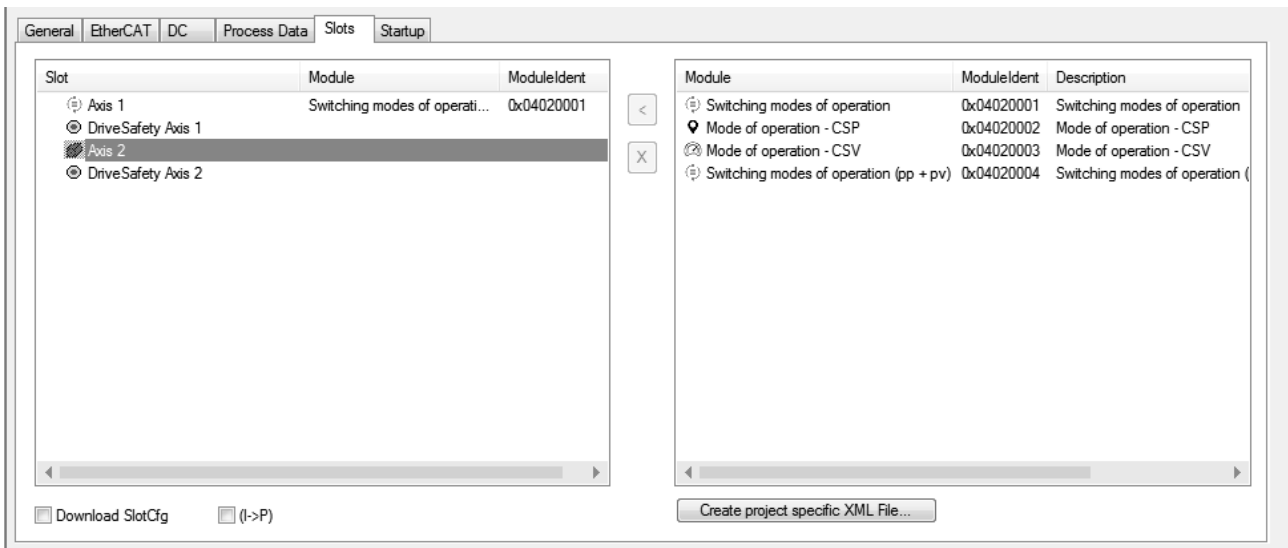 General EtherCAT DC Process Data Slots Startup
Slot Module ModuleIdent
Axis 1 Switching modes of operati... 0x04020001
DriveSafety Axis 1
Axis 2
DriveSafety Axis 2
<
X
Module ModuleIdent Description
Switching modes of operation 0x04020001 Switching modes of operation
Mode of operation - CSP 0x04020002 Mode of operation - CSP
Mode of operation - CSV 0x04020003 Mode of operation - CSV
Switching modes of operation (pp + pv) 0x04020004 Switching modes of operation (
Download SlotCfg (I->P)
Create project specific XML File...